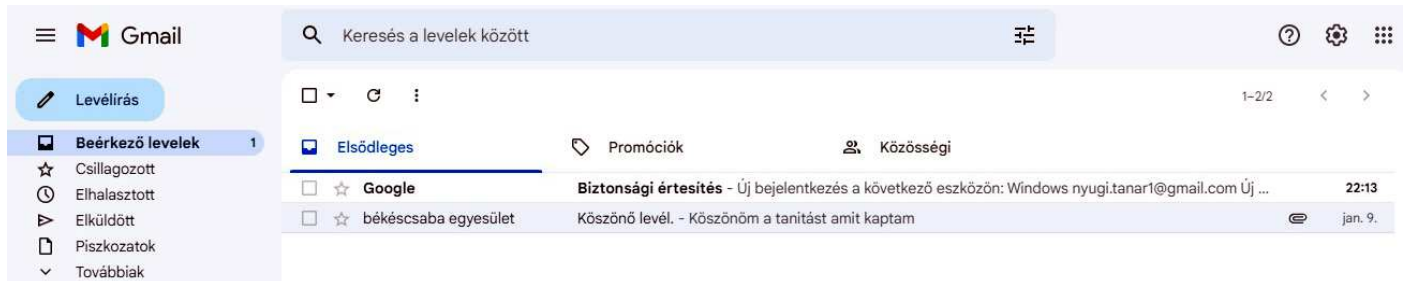 Gmail
Keresés a levelek között
Levélírás
1–2/2
Beérkező levelek 1
Csillagozott
Elhalasztott
Elküldött
Piszkozatok
Továbbiak
Elsődleges Promóciók Közösségi
Google Biztonsági értesítés - Új bejelentkezés a következő eszközön: Windows nyugi.tanar1@gmail.com Új ... 22:13
békéscsaba egyesület Köszönő levél. - Köszönöm a tanitást amit kaptam jan. 9.